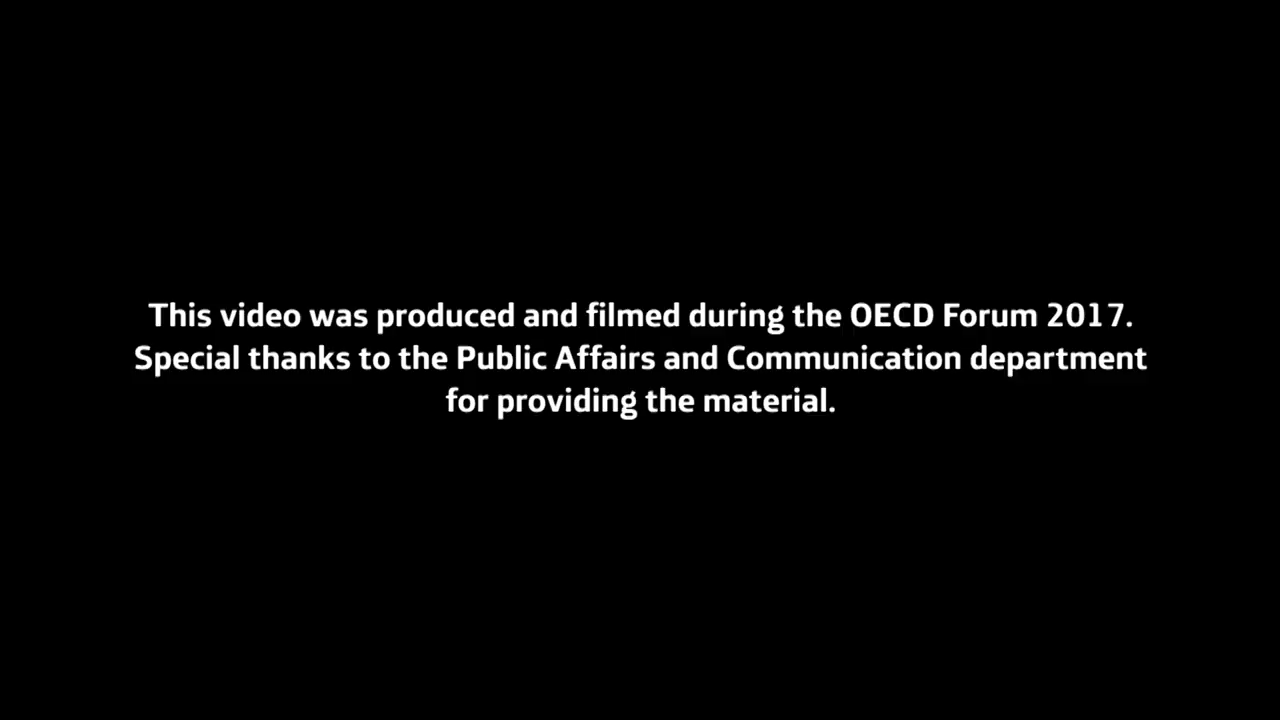 This video was produced and filmed during the OECD Forum 2017.
Special thanks to the Public Affairs and Communication department
for providing the material.